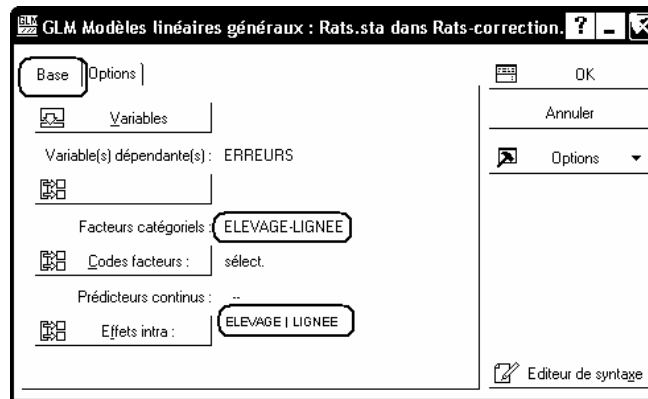 GLM Modèles linéaires généraux : Rats.sta dans Rats-correction. ? _ X
Base Options
OK
Variables
Annuler
Variable(s) dépendante(s) : ERREURS
Options
Facteurs catégoriels : ELEVAGE-LIGNEE
Codes facteurs : sélect.
Prédicteurs continus : --
Effets intra : ELEVAGE | LIGNEE
Editeur de syntaxe